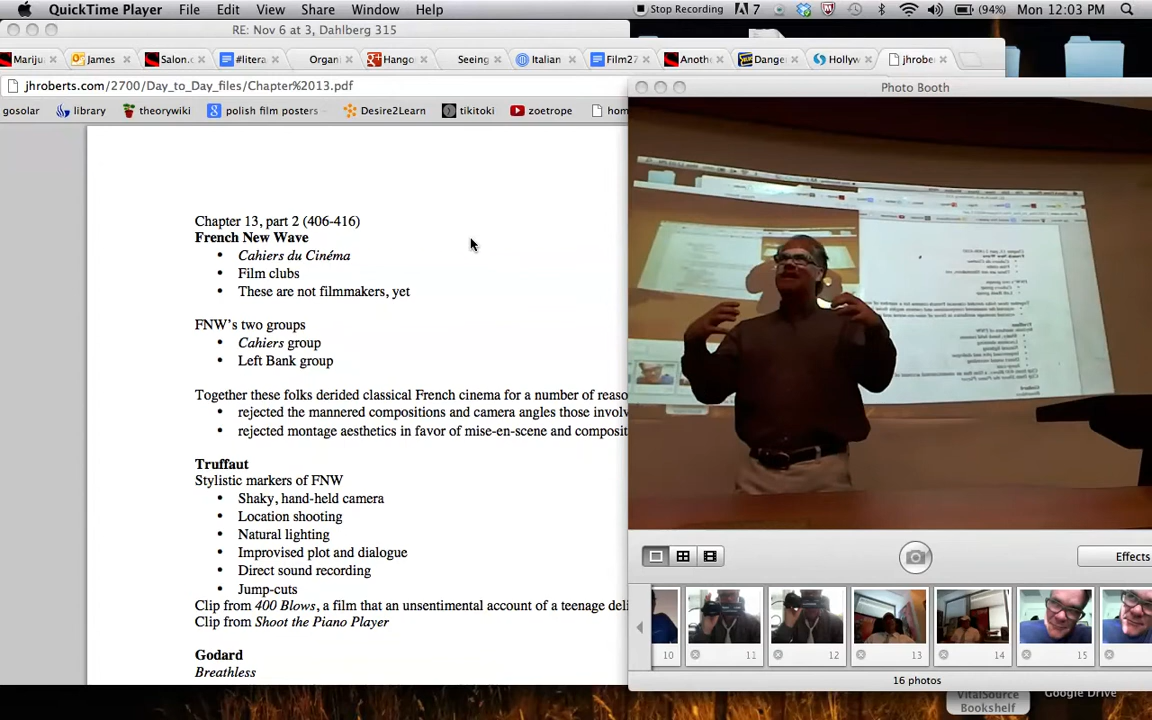 QuickTime Player File Edit View Share Window Help
Stop Recording 7 (94%) Mon 12:03 PM
RE: Nov 6 at 3, Dahlberg 315
Mariju James Salon.c #litera Organi Hango Seeing Italian Film27 Anoth Dange Hollyw jhrobe
jhroberts.com/2700/Day_to_Day_files/Chapter%2013.pdf
Photo Booth
gosolar library theorywiki polish film posters Desire2Learn tikitoki zoetrope hom
Chapter 13, part 2 (406-416)
French New Wave
• Cahiers du Cinéma
• Film clubs
• These are not filmmakers, yet
FNW's two groups
• Cahiers group
• Left Bank group
Together these folks derided classical French cinema for a number of reaso
• rejected the mannered compositions and camera angles those involv
• rejected montage aesthetics in favor of mise-en-scene and composit
Truffaut
Stylistic markers of FNW
• Shaky, hand-held camera
• Location shooting
• Natural lighting
• Improvised plot and dialogue
• Direct sound recording
• Jump-cuts
Clip from 400 Blows, a film that an unsentimental account of a teenage deli
Clip from Shoot the Piano Player
Godard
Breathless
Effects
10 11 12 13 14 15
16 photos
VitalSource
Bookshelf
Google Drive